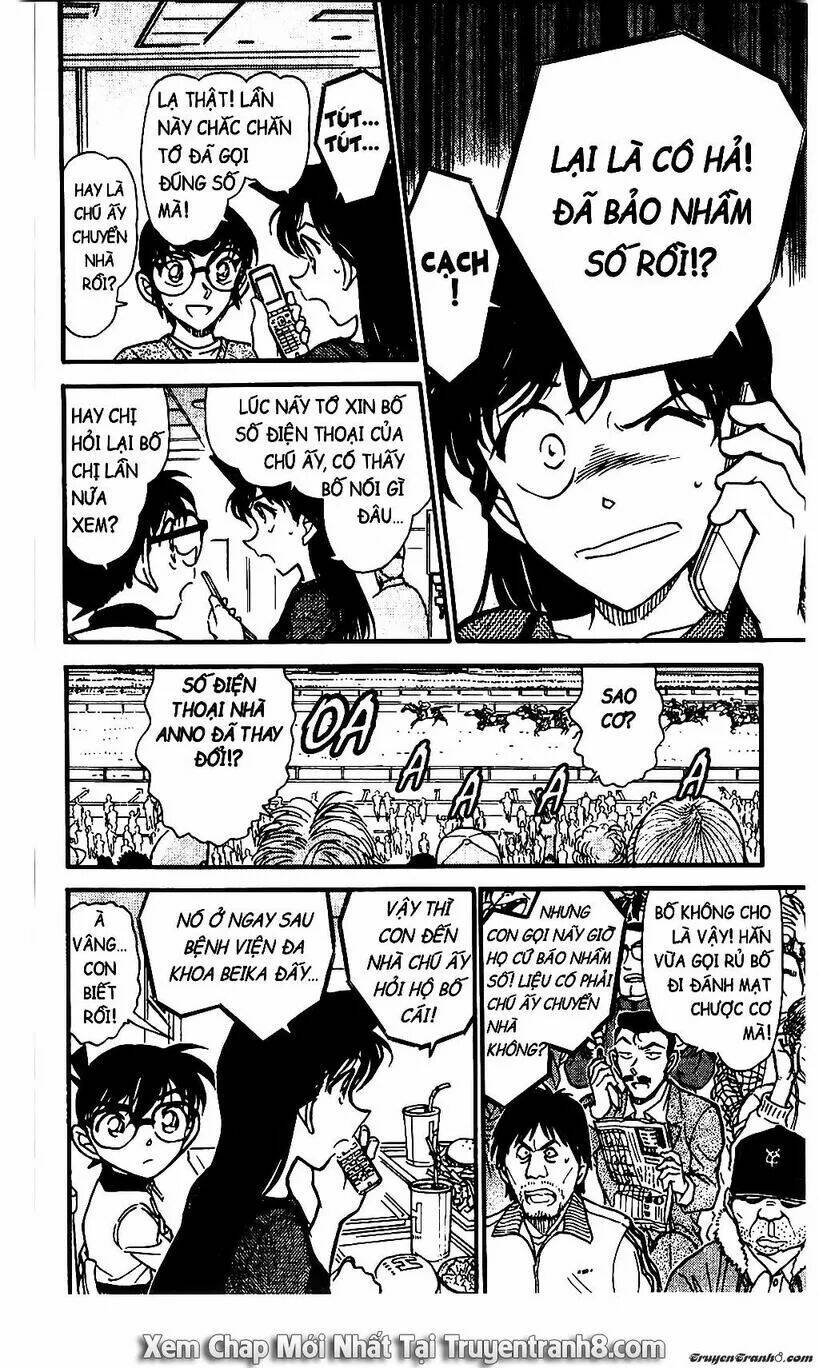 LẠI LÀ CÔ HẢ!
ĐÃ BẢO NHẦM
SỐ RỒI!?
CẠCH
!
TÚT...
TÚT...
LẠ THẬT! LẦN
NÀY CHẮC CHẮN
TỚ ĐÃ GỌI
ĐÚNG SỐ
MÀ!
HAY LÀ
CHÚ ẤY
CHUYỂN
NHÀ
RỒI?
LÚC NÃY TỚ XIN BỐ
SỐ ĐIỆN THOẠI CỦA
CHÚ ẤY, CÓ THẤY
BỐ NÓI GÌ
ĐÂU...
HAY CHỊ
HỎI LẠI BỐ
CHỊ LẦN
NỮA
XEM?
SAO
CƠ?
SỐ ĐIỆN
THOẠI NHÀ
ANNO ĐÃ THAY
ĐỔI!?
OA
A
A
A
A
BỐ KHÔNG CHO
LÀ VẬY! HẮN
VỪA GỌI RỦ BỐ
ĐI ĐÁNH MẠT
CHƯỢC CƠ
MÀ!
NHƯNG
CON GỌI NÃY GIỜ
HỌ CỨ BÁO NHẦM
SỐ! LIỆU CÓ PHẢI
CHÚ ẤY CHUYỂN
NHÀ
KHÔNG?
VẬY THÌ
CON ĐẾN
NHÀ CHÚ ẤY
HỎI HỘ BỐ
CÁI!
NÓ Ở NGAY SAU
BỆNH VIỆN ĐA
KHOA BEIKA ĐẤY...
À
VÂNG...
CON
BIẾT
RỒI!
Xem Chap Mới Nhất Tại Truyentranh8.com
TruyenTranh8.com